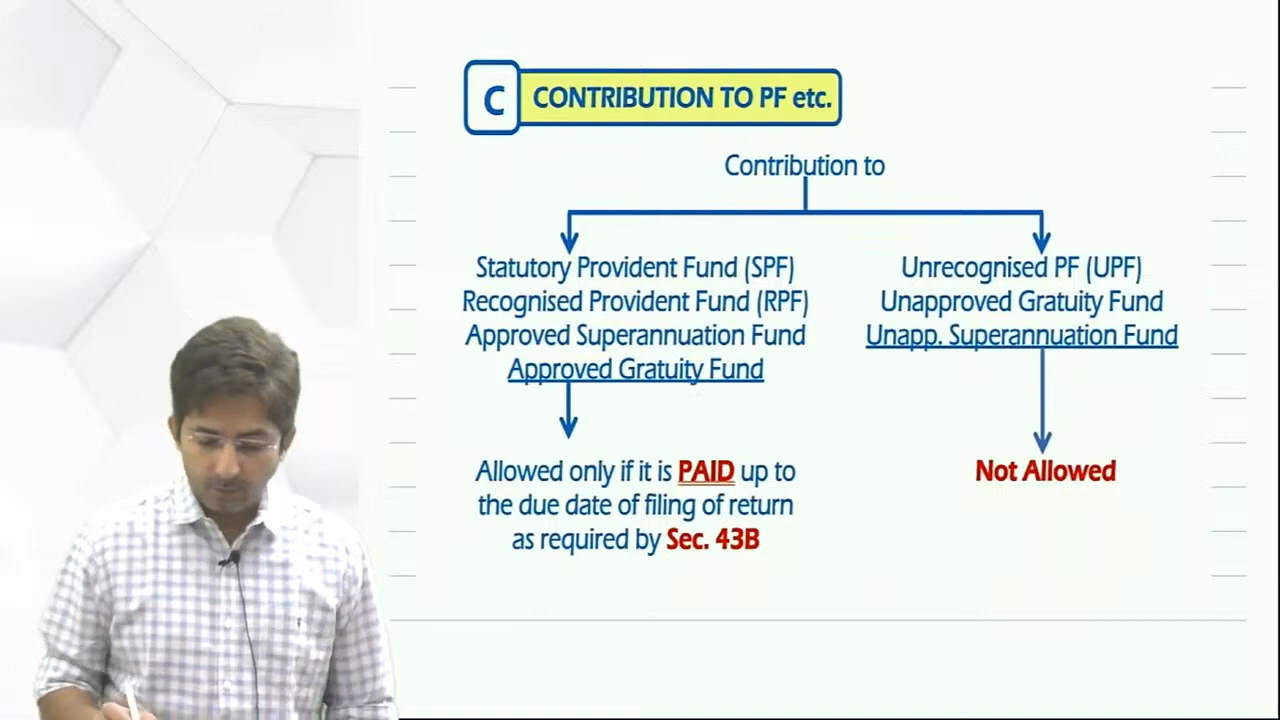 C CONTRIBUTION TO PF etc.
Contribution to
Statutory Provident Fund (SPF)
Recognised Provident Fund (RPF)
Approved Superannuation Fund
Approved Gratuity Fund
Allowed only if it is PAID up to
the due date of filing of return
as required by Sec. 43B
Unrecognised PF (UPF)
Unapproved Gratuity Fund
Unapp. Superannuation Fund
Not Allowed